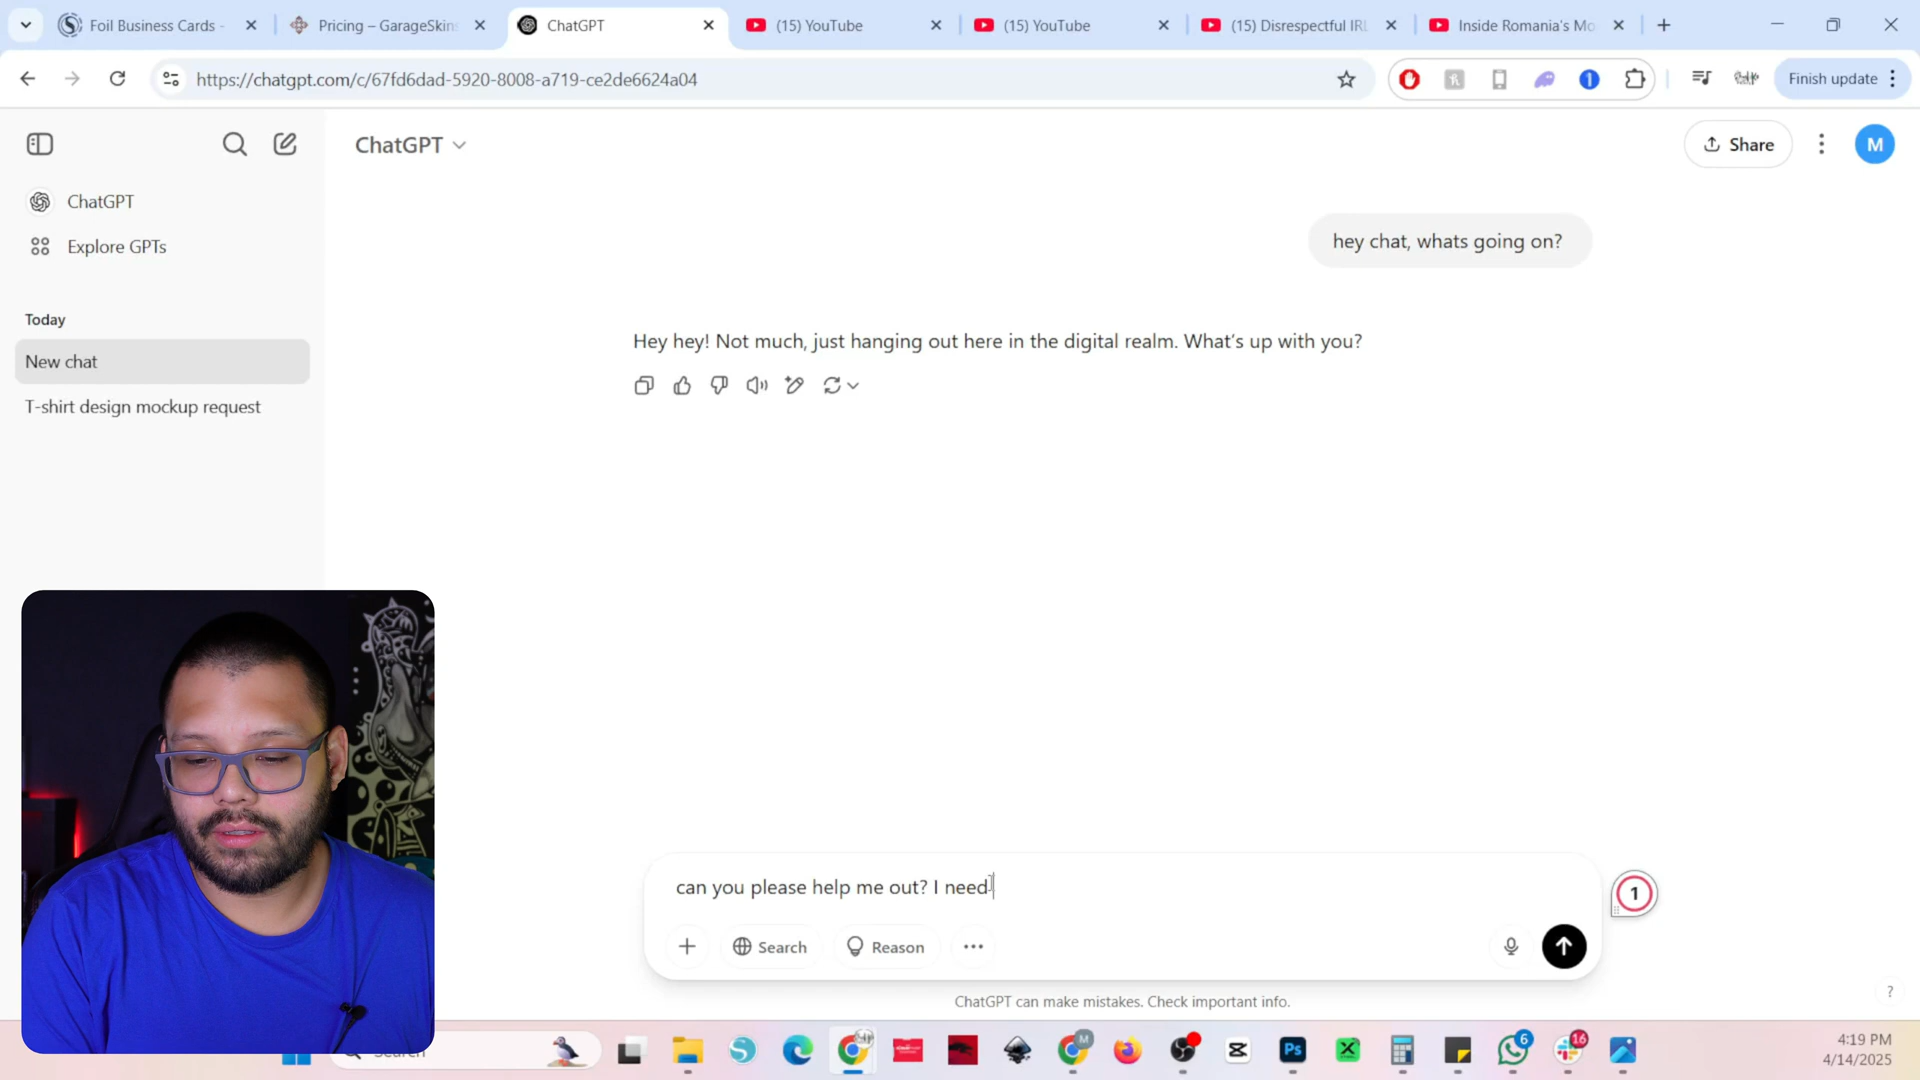 Foil Business Cards -
Pricing – GarageSkins
ChatGPT
(15) YouTube
(15) YouTube
(15) Disrespectful IRL
Inside Romania's Mo
https://chatgpt.com/c/67fd6dad-5920-8008-a719-ce2de6624a04
1
Finish update
ChatGPT
Share
M
ChatGPT
Explore GPTs
Today
New chat
T-shirt design mockup request
hey chat, whats going on?
Hey hey! Not much, just hanging out here in the digital realm. What's up with you?
can you please help me out? I need
1
Search
Reason
ChatGPT can make mistakes. Check important info.
?
Search
M
Ps
6
16
4:19 PM
4/14/2025